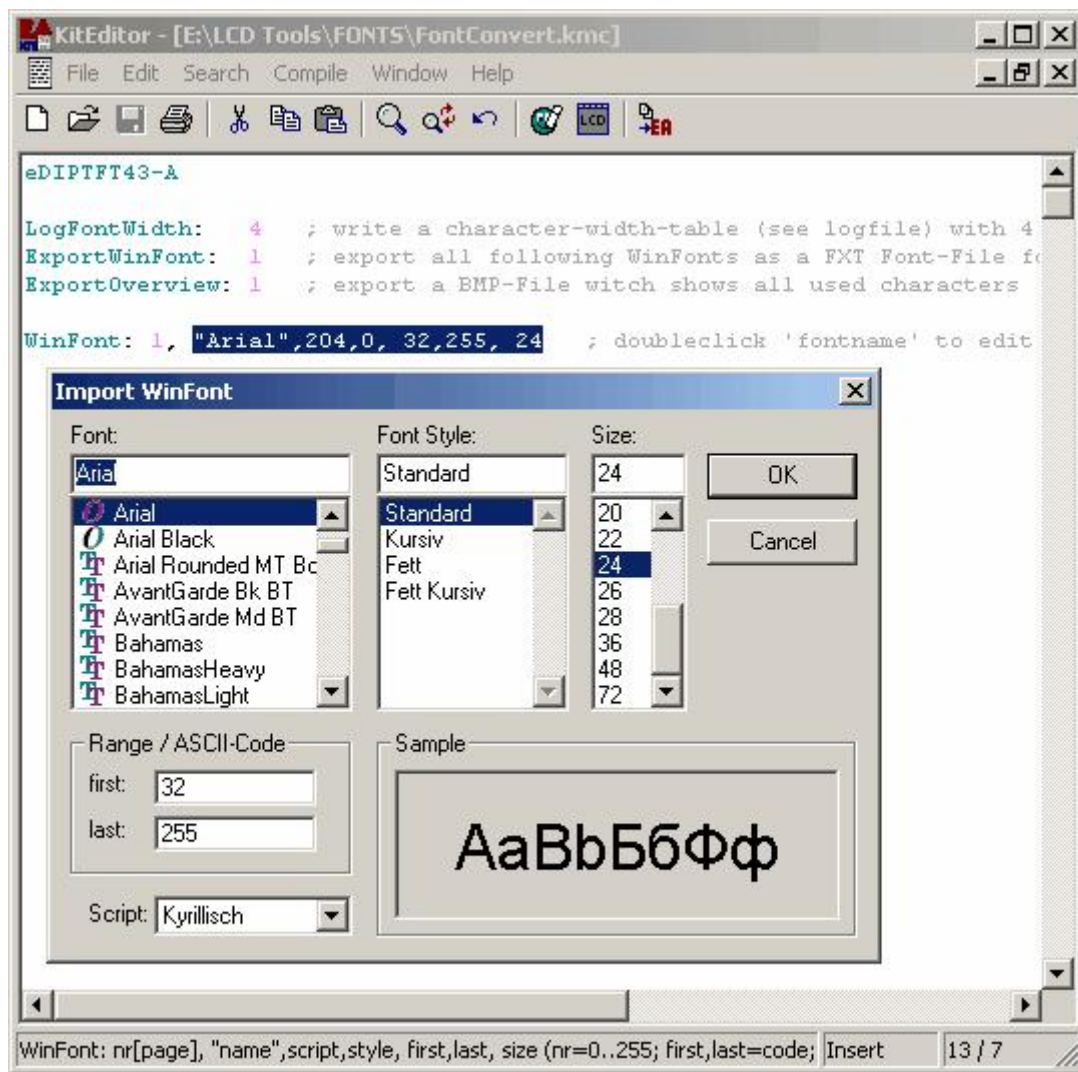 KitEditor - [E:\LCD Tools\FONTS\FontConvert.kmc]
File Edit Search Compile Window Help
LCD EA
eDIPTFT43-A
LogFontWidth: 4 ; write a character-width-table (see logfile) with 4
ExportWinFont: 1 ; export all following WinFonts as a FXT Font-File
ExportOverview: 1 ; export a BMP-File witch shows all used characters
WinFont: 1, "Arial",204,0, 32,255, 24 ; doubleclick 'fontname' to edit
Import WinFont
Font: Font Style: Size:
Arial Standard 24 OK
Arial Standard 20
Arial Black Kursiv 22 Cancel
Arial Rounded MT Bo Fett 24
AvantGarde Bk BT Fett Kursiv 26
AvantGarde Md BT 28
Bahamas 36
BahamasHeavy 48
BahamasLight 72
Range / ASCII-Code Sample
first: 32
last: 255
AaBbБбФф
Script: Kyrillisch
WinFont: nr[page], "name",script,style, first,last, size (nr=0..255; first,last=code; Insert 13 / 7